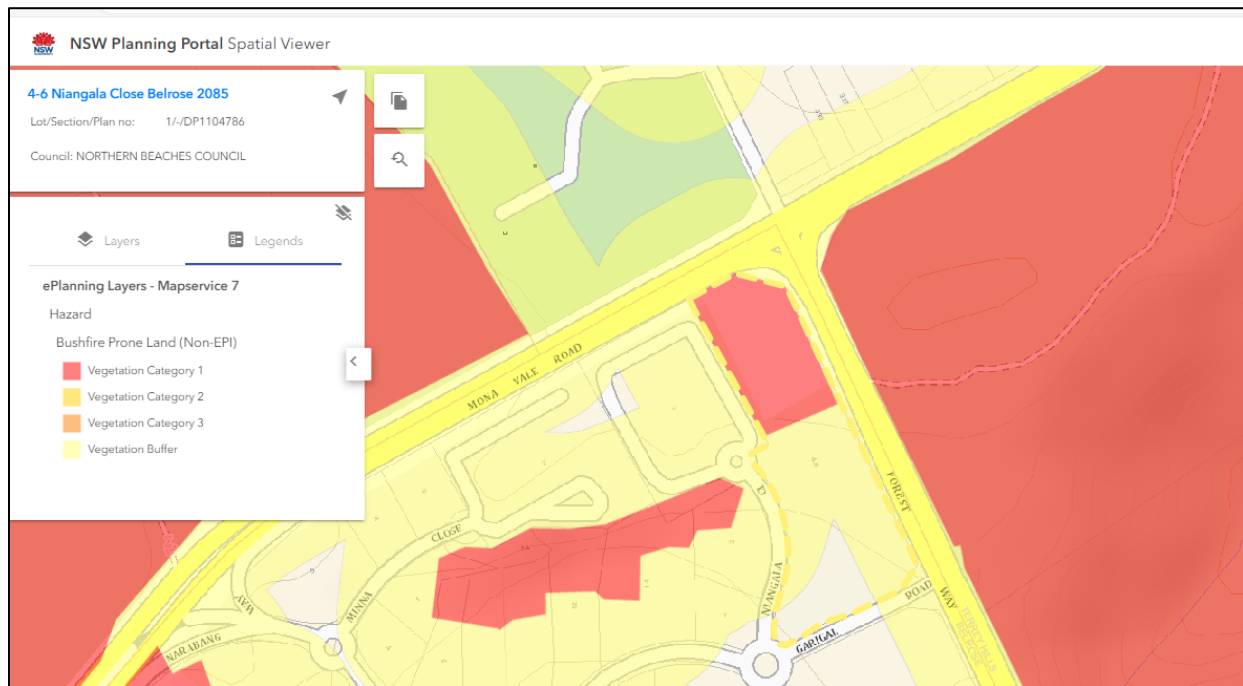 NSW
NSW Planning Portal Spatial Viewer
4-6 Niangala Close Belrose 2085
Lot/Section/Plan no: 1/-/DP1104786
Council: NORTHERN BEACHES COUNCIL
Layers
Legends
ePlanning Layers - Mapservice 7
Hazard
Bushfire Prone Land (Non-EPI)
Vegetation Category 1
Vegetation Category 2
Vegetation Category 3
Vegetation Buffer
MONA VALE ROAD
FOREST WAY
MINNA CLOSE
NIANGALA
GARIGAL ROAD
NARABANG WAY
TERREY HILLS
BELROSE